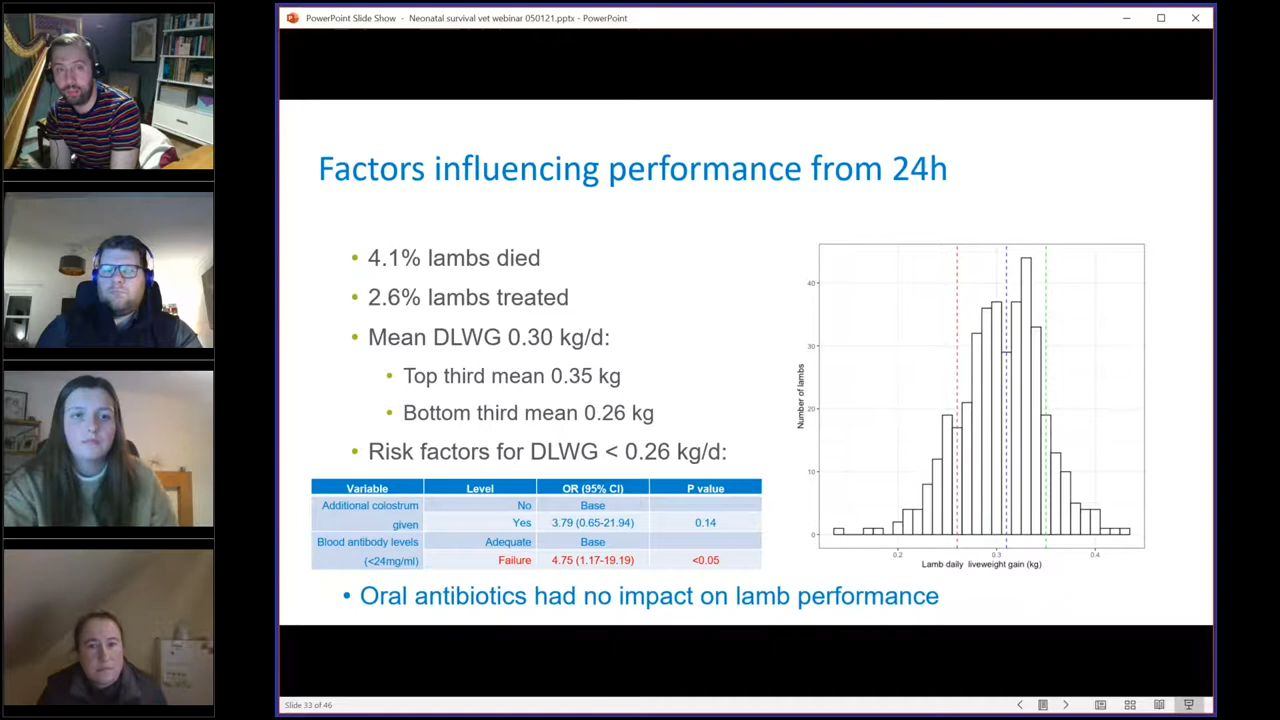 PowerPoint Slide Show - Neonatal survival vet webinar 050121.pptx - PowerPoint
Factors influencing performance from 24h
• 4.1% lambs died
• 2.6% lambs treated
• Mean DLWG 0.30 kg/d:
• Top third mean 0.35 kg
• Bottom third mean 0.26 kg
• Risk factors for DLWG < 0.26 kg/d:
Variable Level OR (95% CI) P value
Additional colostrum No Base
given Yes 3.79 (0.65-21.94) 0.14
Blood antibody levels Adequate Base
(<24mg/ml) Failure 4.75 (1.17-19.19) <0.05
• Oral antibiotics had no impact on lamb performance
Number of lambs
40
30
20
10
0
0.2 0.3 0.4
Lamb daily liveweight gain (kg)
Slide 33 of 46